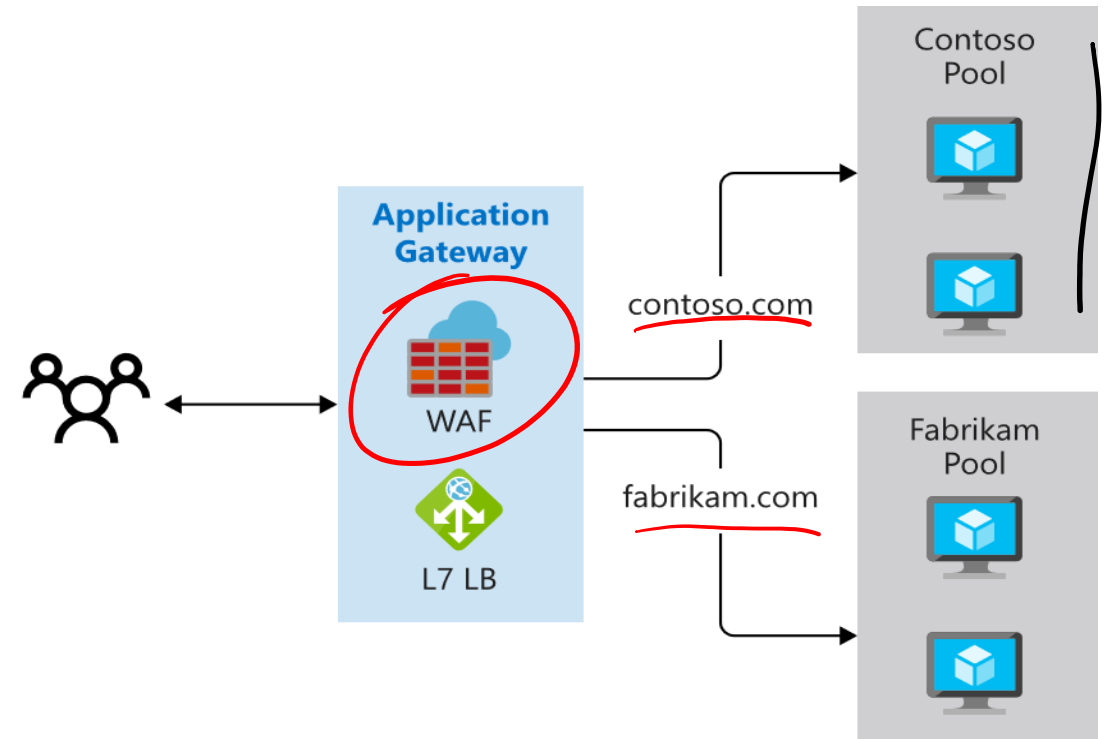 Application
Gateway
WAF
L7 LB
contoso.com
fabrikam.com
Contoso
Pool
Fabrikam
Pool